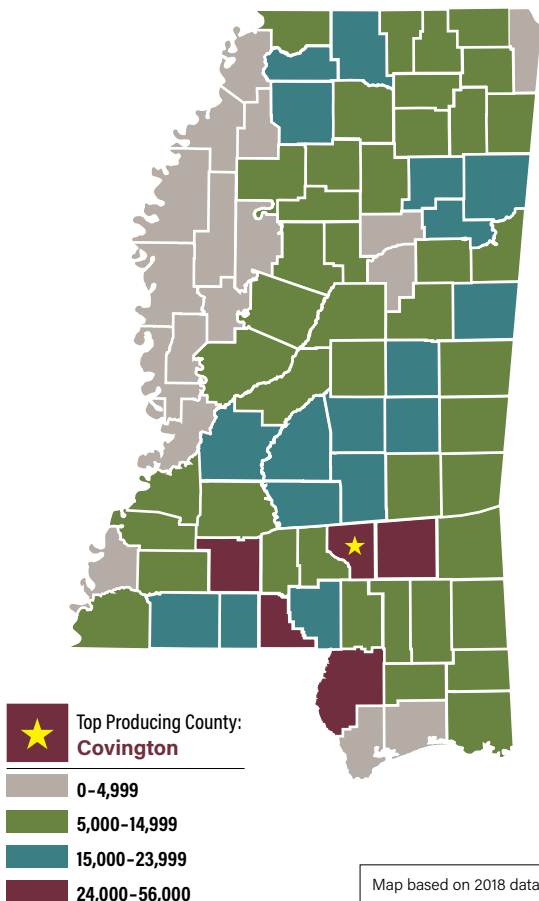 Top Producing County:
Covington
0–4,999
5,000–14,999
15,000–23,999
24,000–56,000
Map based on 2018 data